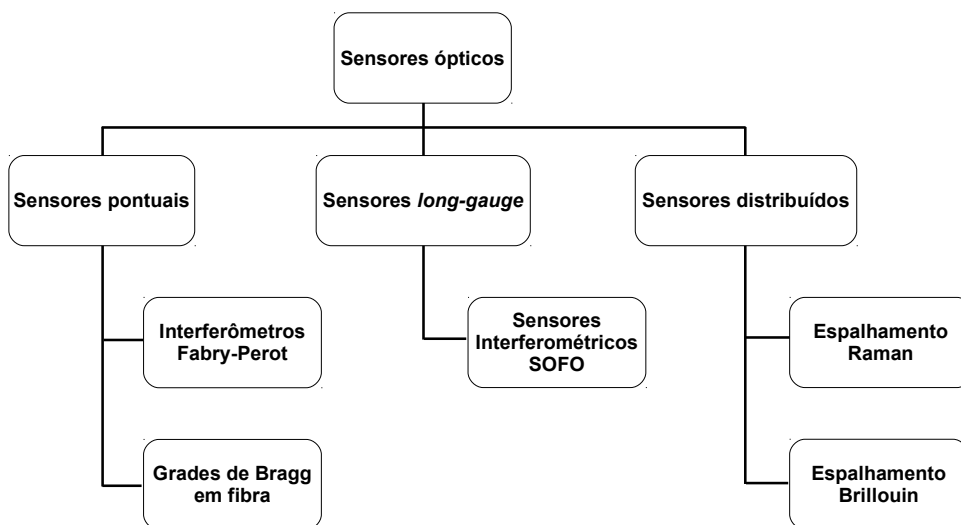 Sensores ópticos
Sensores pontuais
Sensores long-gauge
Sensores distribuídos
Interferômetros
Fabry-Perot
Sensores
Interferométricos
SOFO
Espalhamento
Raman
Grades de Bragg
em fibra
Espalhamento
Brillouin